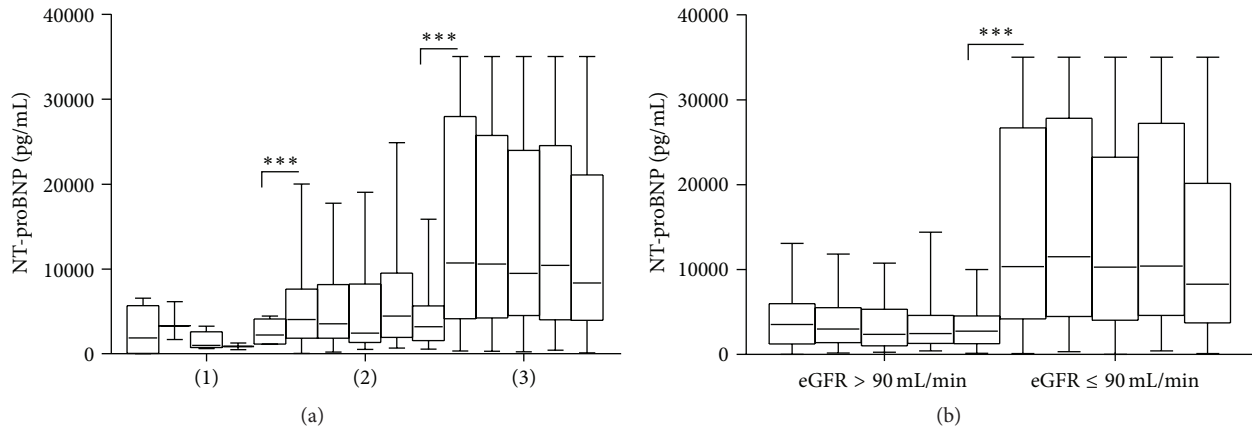 40000
30000
20000
10000
0
NT-proBNP (pg/mL)
***
***
(1)
(2)
(3)
(a)
40000
30000
20000
10000
0
NT-proBNP (pg/mL)
***
eGFR > 90 mL/min
eGFR ≤ 90 mL/min
(b)